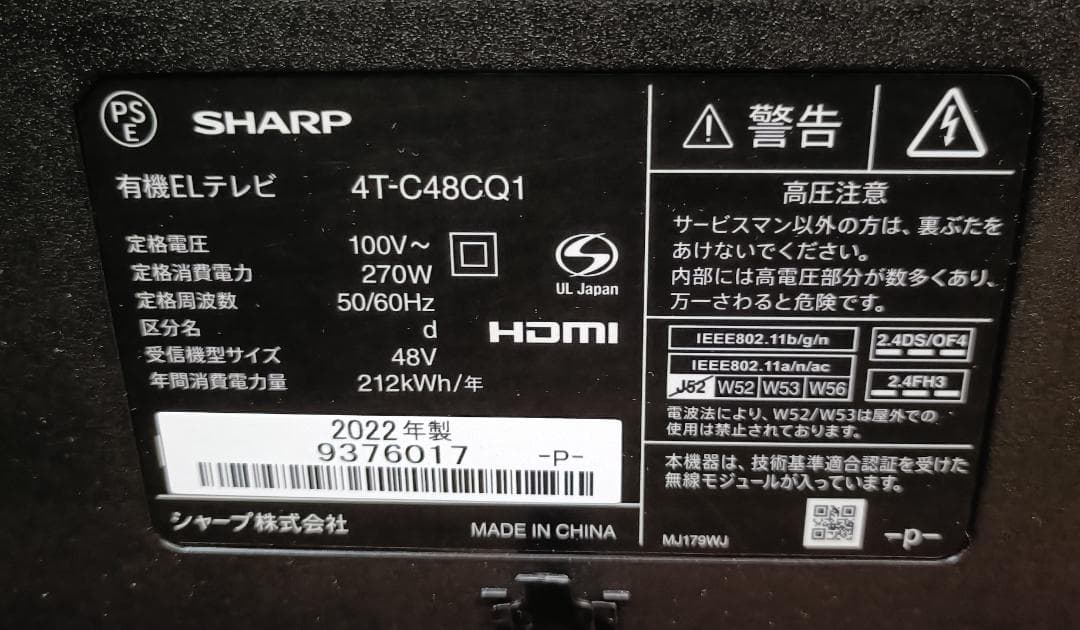 PS
E
SHARP
有機ELテレビ 4T-C48CQ1
定格電圧 100V～
定格消費電力 270W
定格周波数 50/60Hz
区分名 d
受信機型サイズ 48V
年間消費電力量 212kWh/年
UL Japan
HDMI
2022年製
9376017 -P-
シャープ株式会社 MADE IN CHINA
警告
高圧注意
サービスマン以外の方は、裏ぶたを
あけないでください。
内部には高電圧部分が数多くあり、
万一さわると危険です。
IEEE802.11b/g/n
IEEE802.11a/n/ac
J52 W52 W53 W56
2.4DS/OF4
2.4FH3
電波法により、W52/W53は屋外での
使用は禁止されております。
本機器は、技術基準適合認証を受けた
無線モジュールが入っています。
MJ179WJ -P-